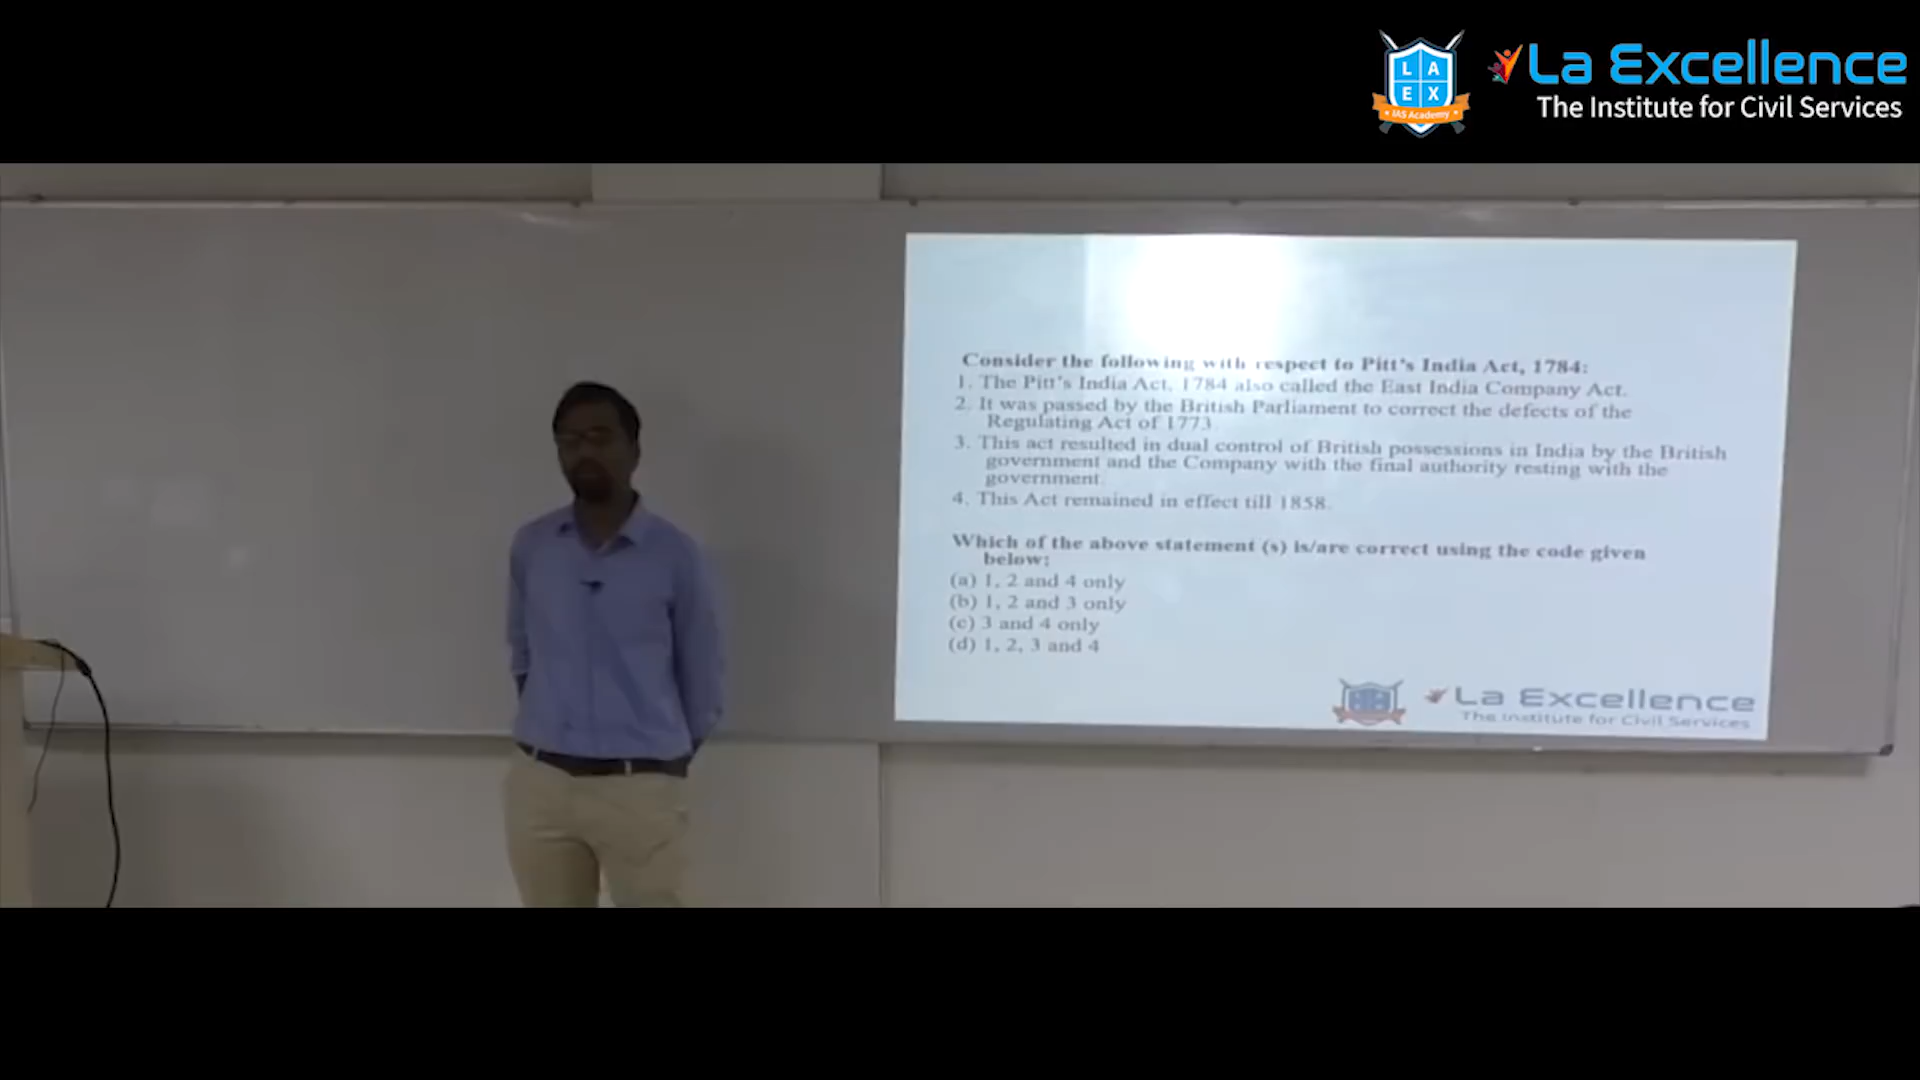 LA
EX
IAS Academy
La Excellence
The Institute for Civil Services
Consider the following with respect to Pitt's India Act, 1784:
1. The Pitt's India Act, 1784 also called the East India Company Act.
2. It was passed by the British Parliament to correct the defects of the
Regulating Act of 1773.
3. This act resulted in dual control of British possessions in India by the British
government and the Company with the final authority resting with the
government.
4. This Act remained in effect till 1858.
Which of the above statement (s) is/are correct using the code given
below;
(a) 1, 2 and 4 only
(b) 1, 2 and 3 only
(c) 3 and 4 only
(d) 1, 2, 3 and 4
La Excellence
The Institute for Civil Services